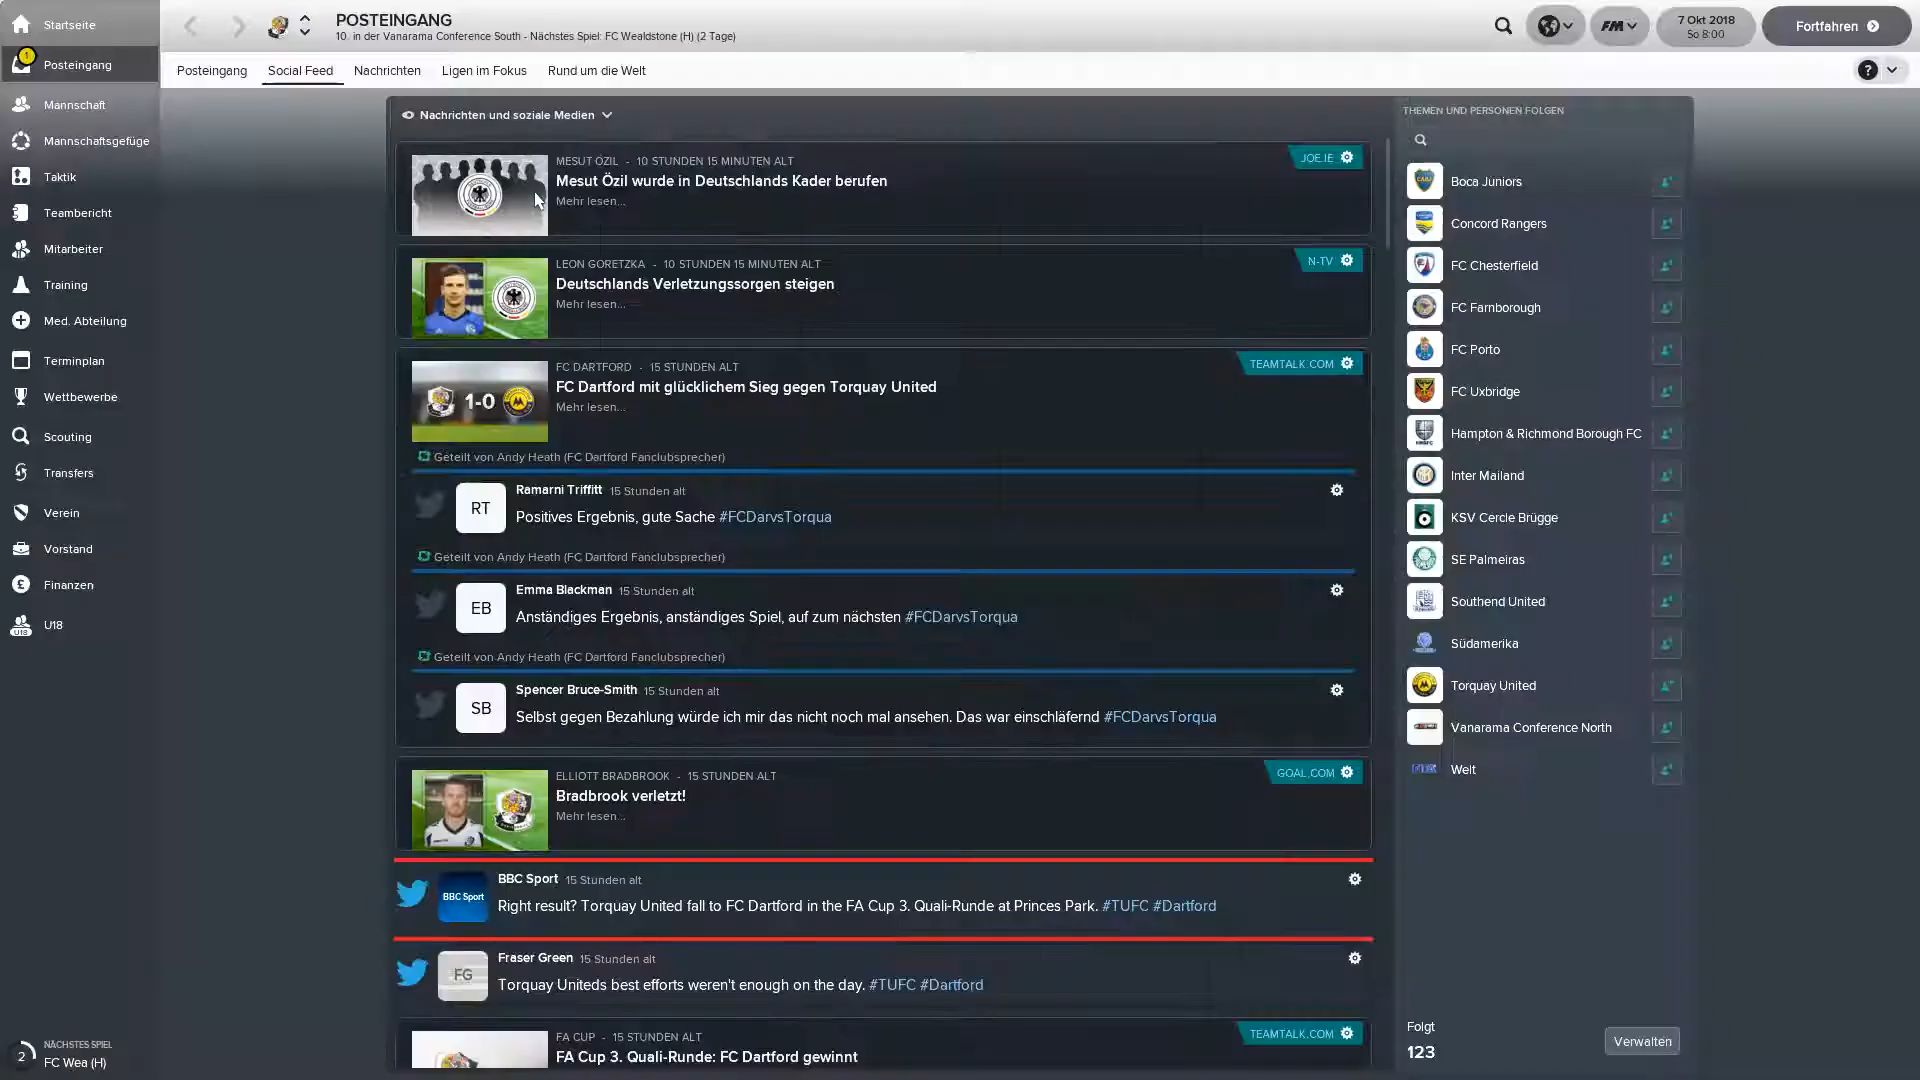 Startseite
1
Posteingang
Mannschaft
Mannschaftsgefüge
Taktik
Teambericht
Mitarbeiter
Training
Med. Abteilung
Terminplan
Wettbewerbe
Scouting
Transfers
Verein
Vorstand
Finanzen
U18
U18
2
NÄCHSTES SPIEL
FC Wea (H)
POSTEINGANG
10. in der Vanarama Conference South - Nächstes Spiel: FC Wealdstone (H) (2 Tage)
FM
7 Okt 2018
So 8:00
Fortfahren
Posteingang
Social Feed
Nachrichten
Ligen im Fokus
Rund um die Welt
?
Nachrichten und soziale Medien
MESUT ÖZIL - 10 STUNDEN 15 MINUTEN ALT
JOE.IE
Mesut Özil wurde in Deutschlands Kader berufen
Mehr lesen...
LEON GORETZKA - 10 STUNDEN 15 MINUTEN ALT
N-TV
Deutschlands Verletzungssorgen steigen
Mehr lesen...
FC DARTFORD - 15 STUNDEN ALT
TEAMTALK.COM
FC Dartford mit glücklichem Sieg gegen Torquay United
1-0
Mehr lesen...
Geteilt von Andy Heath (FC Dartford Fanclubsprecher)
RT
Ramarni Triffitt 15 Stunden alt
Positives Ergebnis, gute Sache #FCDarvsTorqua
Geteilt von Andy Heath (FC Dartford Fanclubsprecher)
EB
Emma Blackman 15 Stunden alt
Anständiges Ergebnis, anständiges Spiel, auf zum nächsten #FCDarvsTorqua
Geteilt von Andy Heath (FC Dartford Fanclubsprecher)
SB
Spencer Bruce-Smith 15 Stunden alt
Selbst gegen Bezahlung würde ich mir das nicht noch mal ansehen. Das war einschläfernd #FCDarvsTorqua
ELLIOTT BRADBROOK - 15 STUNDEN ALT
GOAL.COM
Bradbrook verletzt!
Mehr lesen...
BBC Sport
BBC Sport 15 Stunden alt
Right result? Torquay United fall to FC Dartford in the FA Cup 3. Quali-Runde at Princes Park. #TUFC #Dartford
FG
Fraser Green 15 Stunden alt
Torquay Uniteds best efforts weren't enough on the day. #TUFC #Dartford
FA CUP - 15 STUNDEN ALT
TEAMTALK.COM
FA Cup 3. Quali-Runde: FC Dartford gewinnt
THEMEN UND PERSONEN FOLGEN
Boca Juniors
Concord Rangers
FC Chesterfield
FC Farnborough
FC Porto
FC Uxbridge
Hampton & Richmond Borough FC
Inter Mailand
KSV Cercle Brügge
SE Palmeiras
Southend United
Südamerika
Torquay United
Vanarama Conference North
Welt
Folgt
123
Verwalten